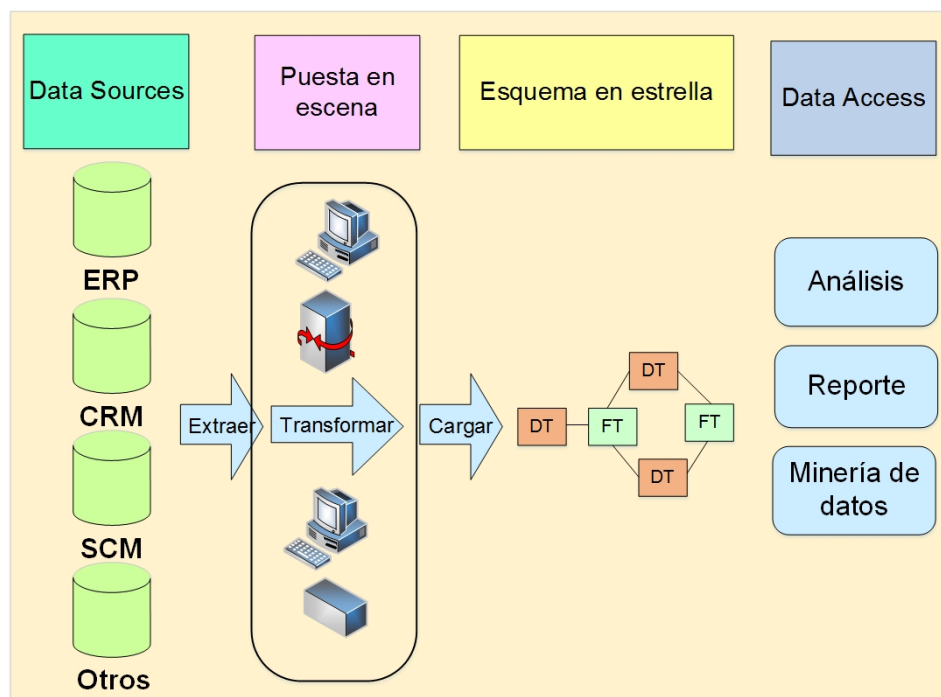 Data Sources
Puesta en
escena
Esquema en estrella
Data Access
ERP
CRM
SCM
Otros
Extraer
Transformar
Cargar
DT
FT
DT
DT
FT
Análisis
Reporte
Minería de
datos